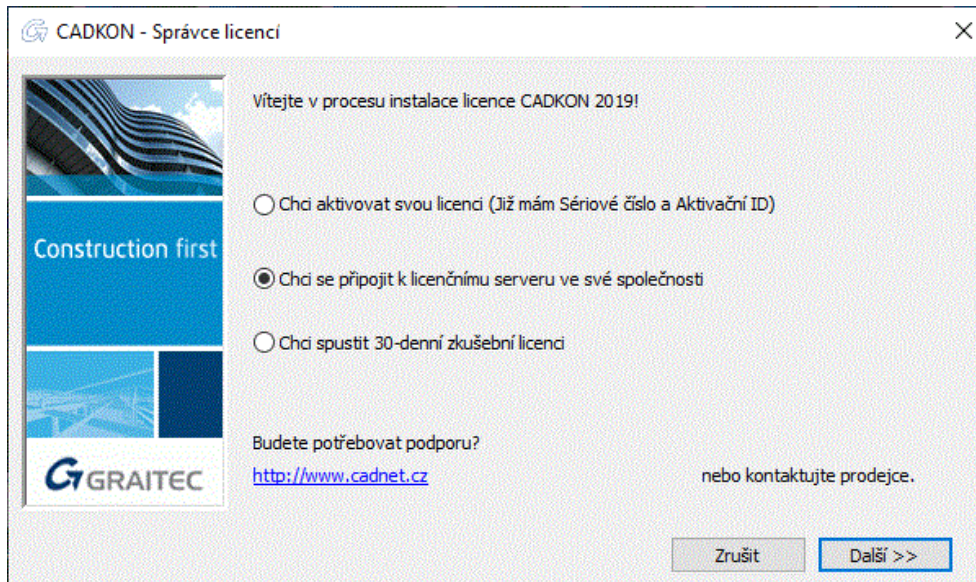 CADKON - Správce licencí
Vítejte v procesu instalace licence CADKON 2019!
Chci aktivovat svou licenci (Již mám Sériové číslo a Aktivační ID)
Construction first
Chci se připojit k licenčnímu serveru ve své společnosti
Chci spustit 30-denní zkušební licenci
Budete potřebovat podporu?
GRAITEC
http://www.cadnet.cz nebo kontaktujte prodejce.
Zrušit Další >>